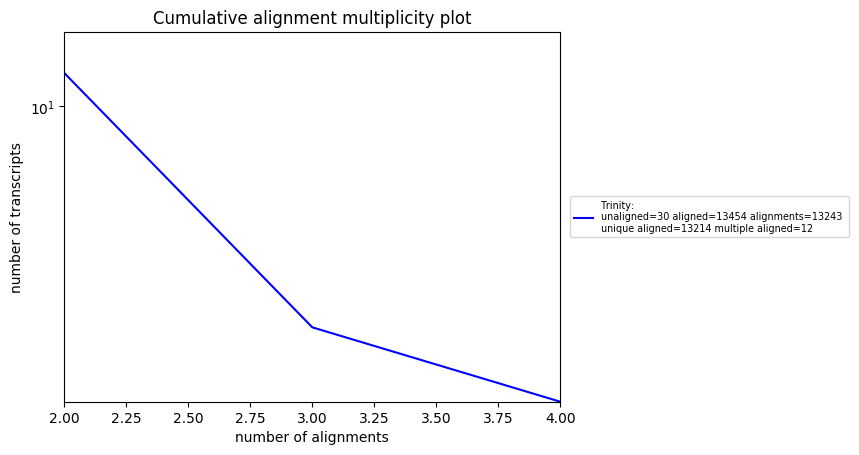 Cumulative alignment multiplicity plot
10¹
number of transcripts
2.00 2.25 2.50 2.75 3.00 3.25 3.50 3.75 4.00
number of alignments
Trinity:
unaligned=30 aligned=13454 alignments=13243
unique aligned=13214 multiple aligned=12